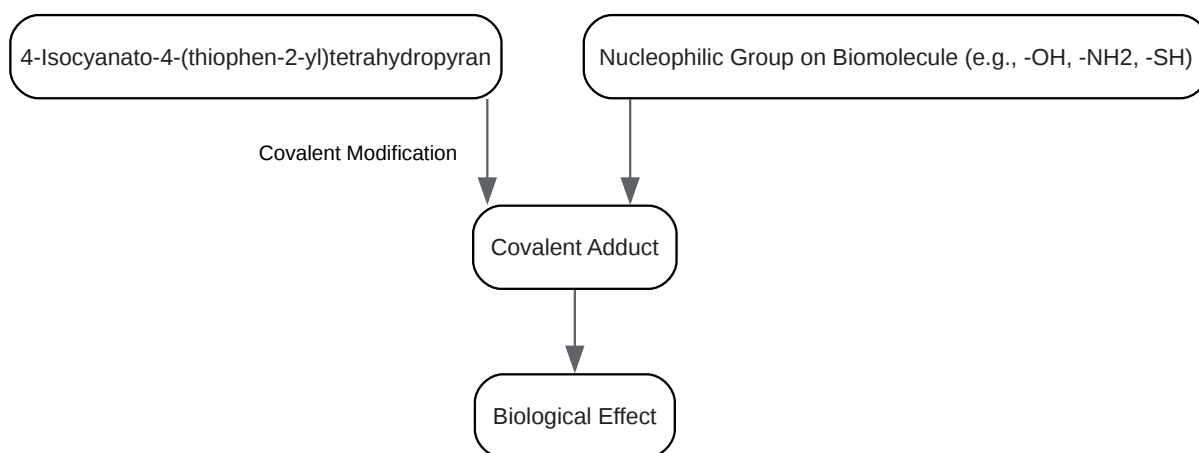 4-Isocyanato-4-(thiophen-2-yl)tetrahydropyran
Nucleophilic Group on Biomolecule (e.g., -OH, -NH2, -SH)
Covalent Modification
Covalent Adduct
Biological Effect